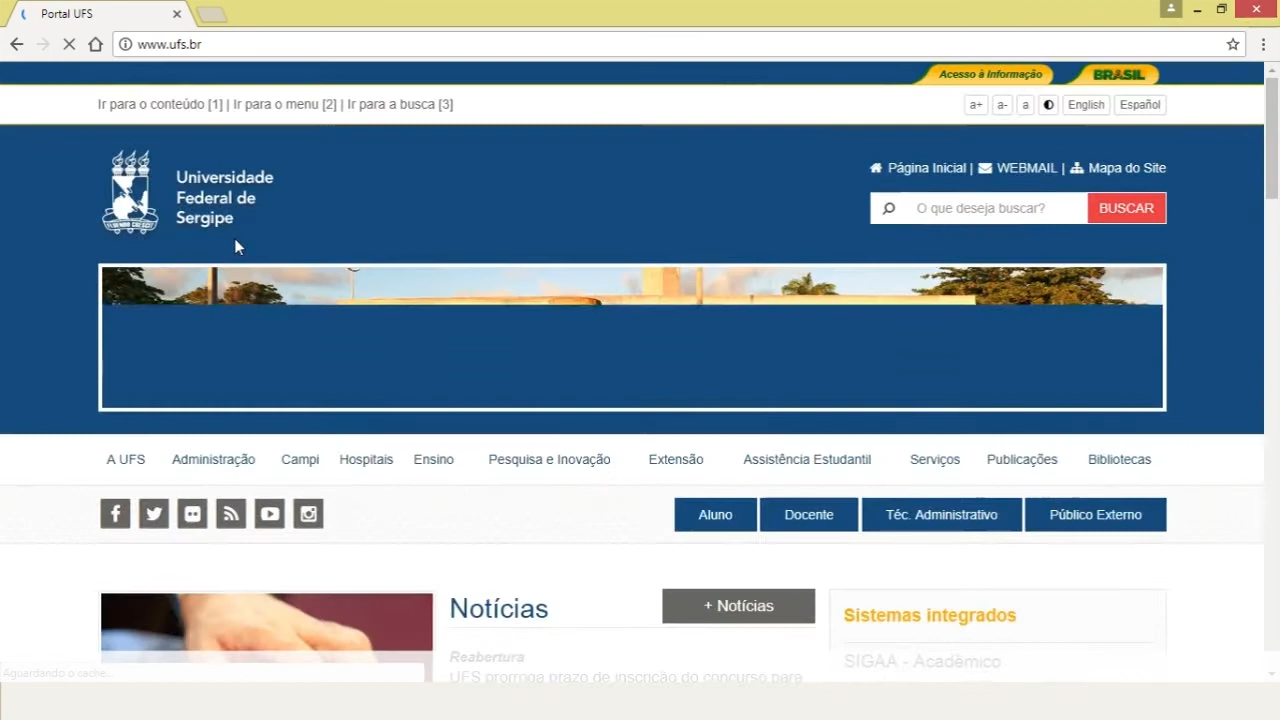 Portal UFS
www.ufs.br
Acesso à Informação
BRASIL
Ir para o conteúdo [1] | Ir para o menu [2] | Ir para a busca [3]
a+ a- a English Español
Página Inicial | WEBMAIL | Mapa do Site
Universidade
Federal de
Sergipe
O que deseja buscar?
BUSCAR
A UFS Administração Campi Hospitais Ensino Pesquisa e Inovação Extensão Assistência Estudantil Serviços Publicações Bibliotecas
Aluno Docente Téc. Administrativo Público Externo
Notícias
+ Notícias
Sistemas integrados
Reabertura
SIGAA - Acadêmico
UFS prorroga prazo de inscrição do concurso para
Aguardando o cache...